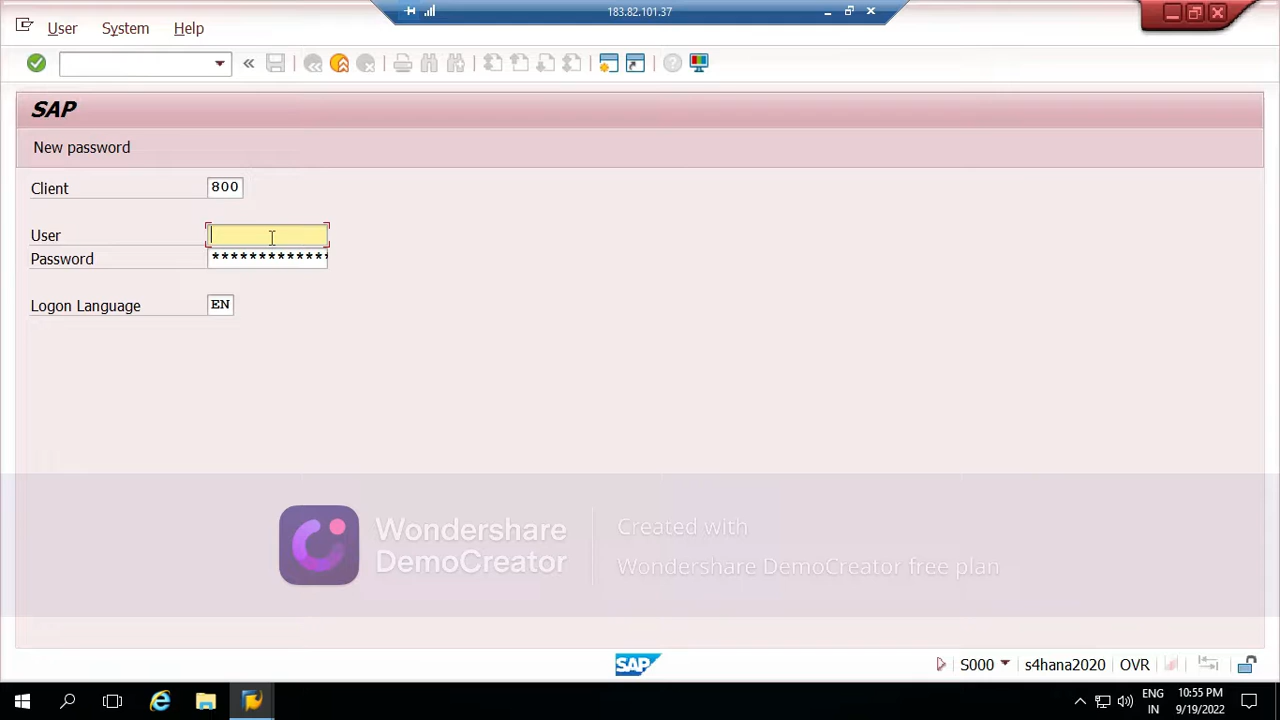 183.82.101.37
User System Help
SAP
New password
Client 800
User
Password *************
Logon Language EN
Wondershare DemoCreator
Created with
Wondershare DemoCreator free plan
SAP S000 s4hana2020 OVR
ENG 10:55 PM
IN 9/19/2022